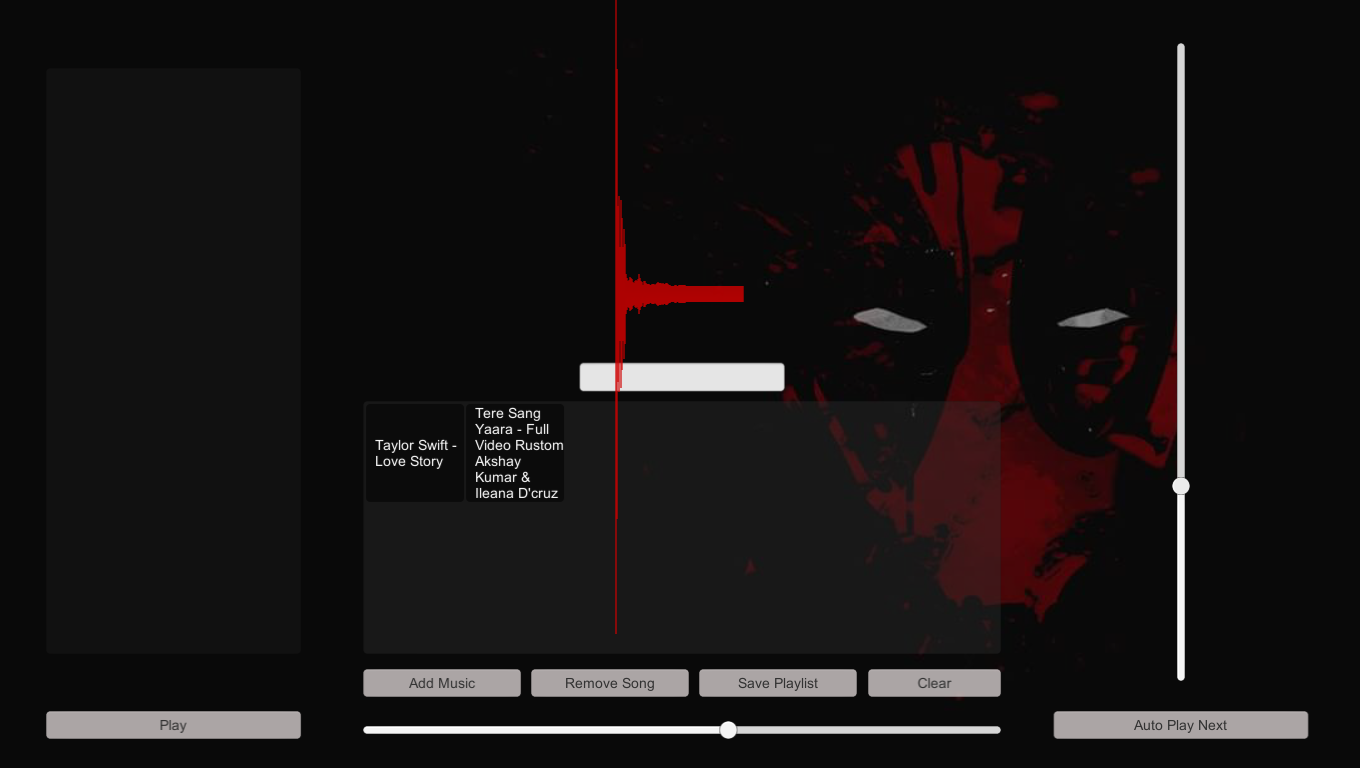 Taylor Swift -
Love Story
Tere Sang
Yaara - Full
Video Rustom
Akshay
Kumar &
Ileana D'cruz
Add Music
Remove Song
Save Playlist
Clear
Play
Auto Play Next